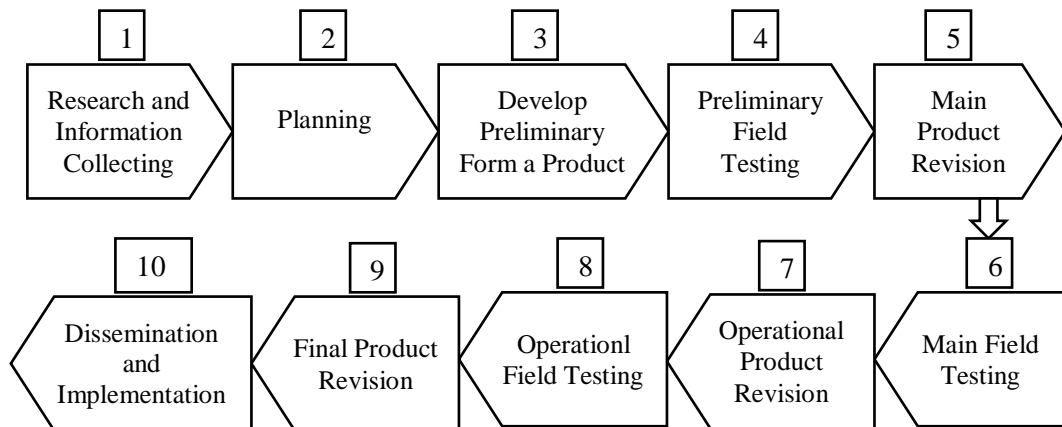 1
Research and
Information
Collecting
2
Planning
3
Develop
Preliminary
Form a Product
4
Preliminary
Field
Testing
5
Main
Product
Revision
6
Main Field
Testing
7
Operational
Product
Revision
8
Operationl
Field Testing
9
Final Product
Revision
10
Dissemination
and
Implementation